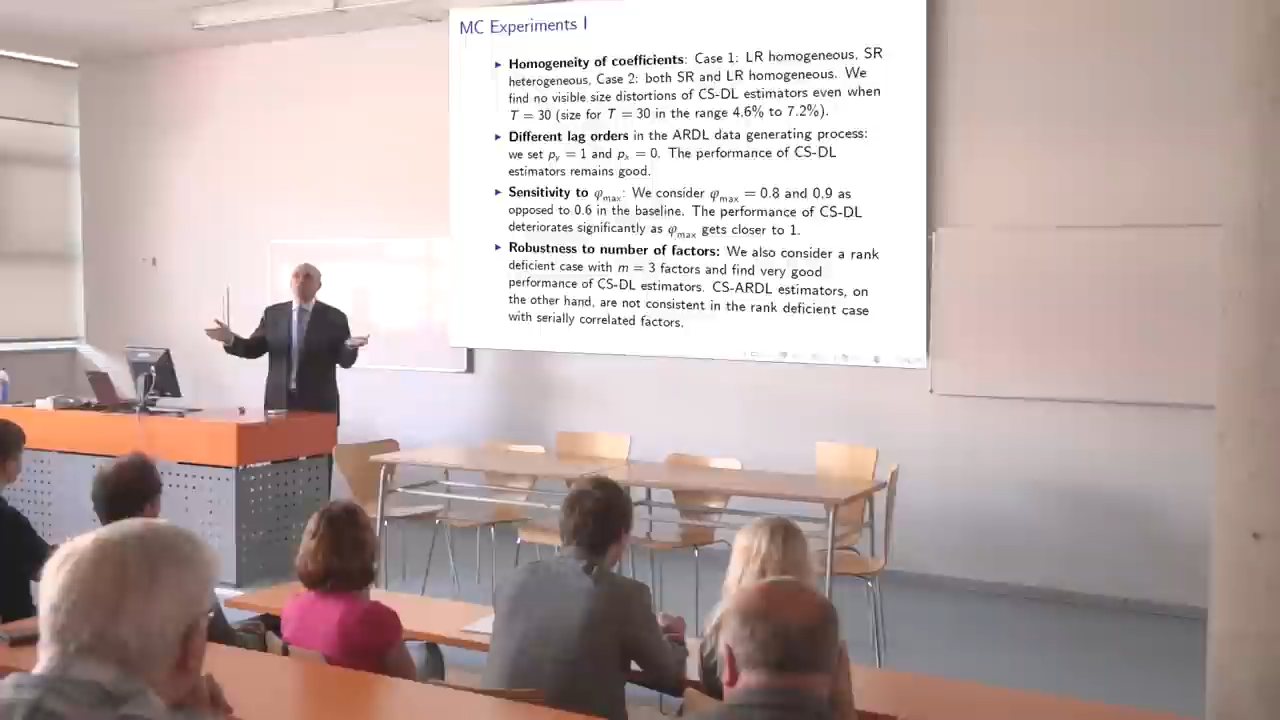 MC Experiments I
▶ Homogeneity of coefficients: Case 1: LR homogeneous, SR
heterogeneous, Case 2: both SR and LR homogeneous. We
find no visible size distortions of CS-DL estimators even when
T = 30 (size for T = 30 in the range 4.6% to 7.2%).
▶ Different lag orders in the ARDL data generating process:
we set pᵧ = 1 and pₓ = 0. The performance of CS-DL
estimators remains good.
▶ Sensitivity to φmax: We consider φmax = 0.8 and 0.9 as
opposed to 0.6 in the baseline. The performance of CS-DL
deteriorates significantly as φmax gets closer to 1.
▶ Robustness to number of factors: We also consider a rank
deficient case with m = 3 factors and find very good
performance of CS-DL estimators. CS-ARDL estimators, on
the other hand, are not consistent in the rank deficient case
with serially correlated factors.